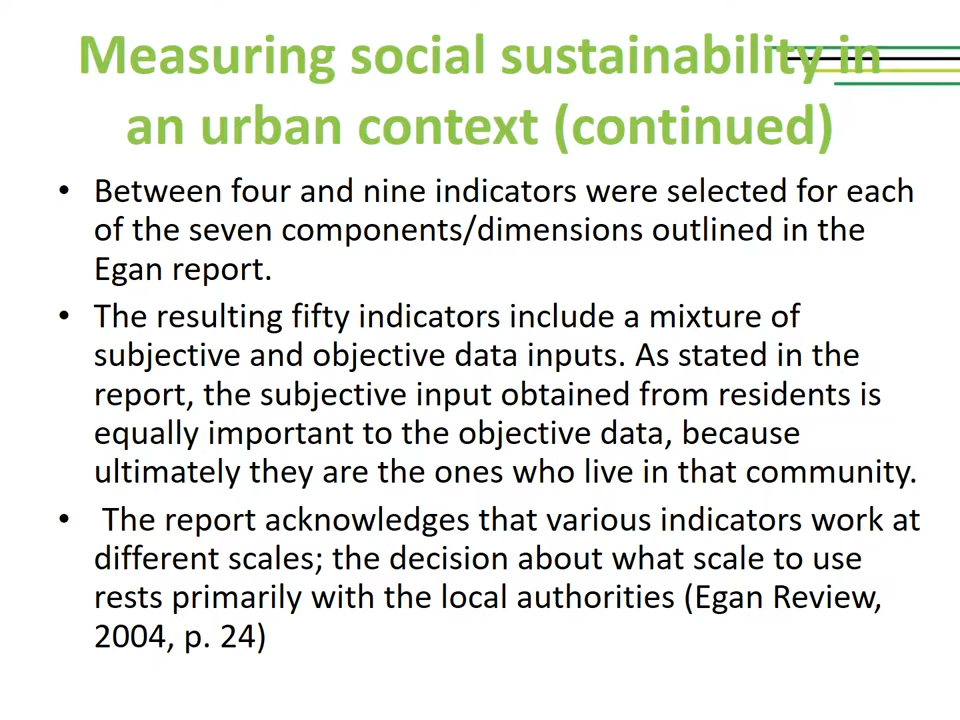 Measuring social sustainability in
an urban context (continued)
• Between four and nine indicators were selected for each
of the seven components/dimensions outlined in the
Egan report.
• The resulting fifty indicators include a mixture of
subjective and objective data inputs. As stated in the
report, the subjective input obtained from residents is
equally important to the objective data, because
ultimately they are the ones who live in that community.
• The report acknowledges that various indicators work at
different scales; the decision about what scale to use
rests primarily with the local authorities (Egan Review,
2004, p. 24)